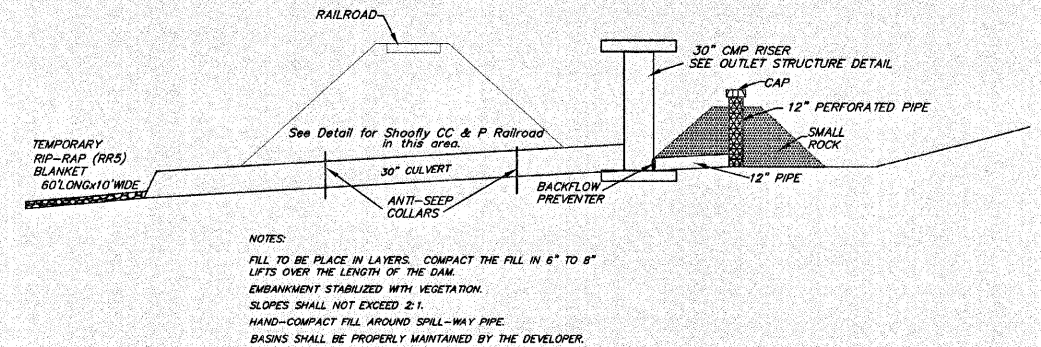 RAILROAD
30" CMP RISER
SEE OUTLET STRUCTURE DETAIL
CAP
12" PERFORATED PIPE
SMALL
ROCK
See Detail for Shoofly CC & P Railroad
in this area.
TEMPORARY
RIP-RAP (RR5)
BLANKET
60'LONGx10'WIDE
30" CULVERT
12" PIPE
BACKFLOW
PREVENTER
ANTI-SEEP
COLLARS
NOTES:
FILL TO BE PLACE IN LAYERS. COMPACT THE FILL IN 6" TO 8"
LIFTS OVER THE LENGTH OF THE DAM.
EMBANKMENT STABILIZED WITH VEGETATION.
SLOPES SHALL NOT EXCEED 2:1.
HAND-COMPACT FILL AROUND SPILL-WAY PIPE.
BASINS SHALL BE PROPERLY MAINTAINED BY THE DEVELOPER.